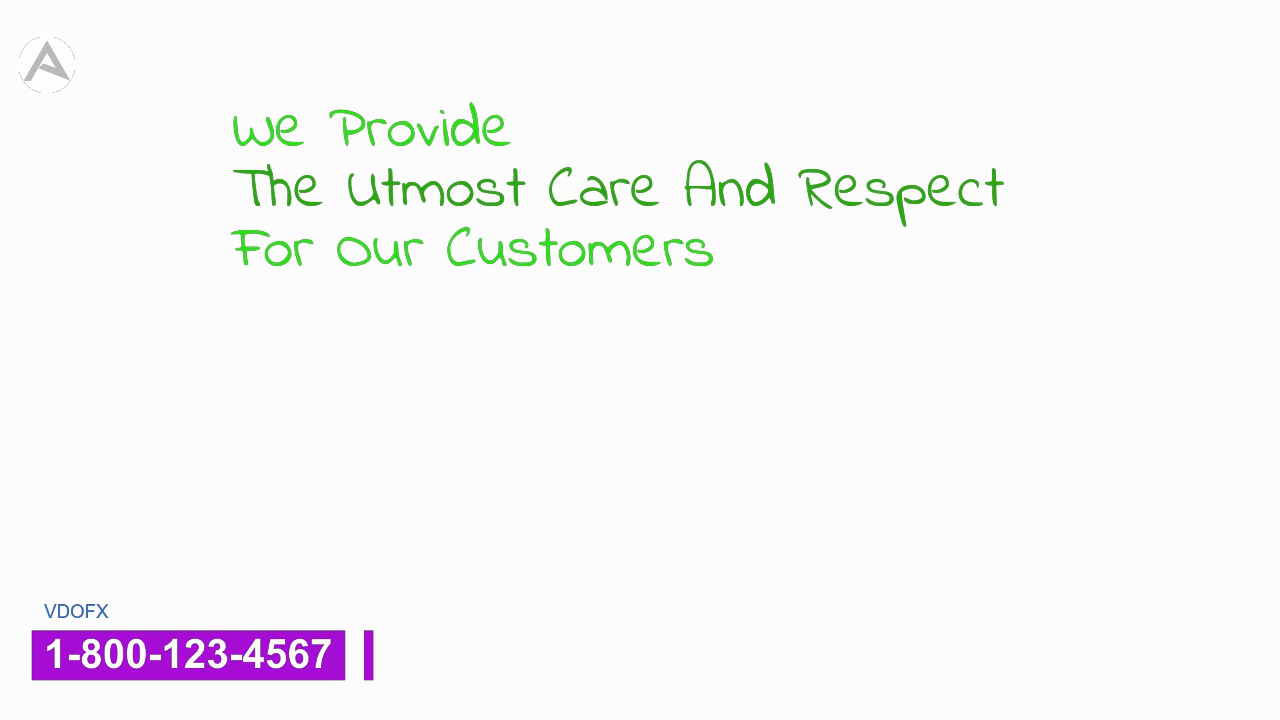 We Provide
The Utmost Care And Respect
For Our Customers
VDOFX
1-800-123-4567